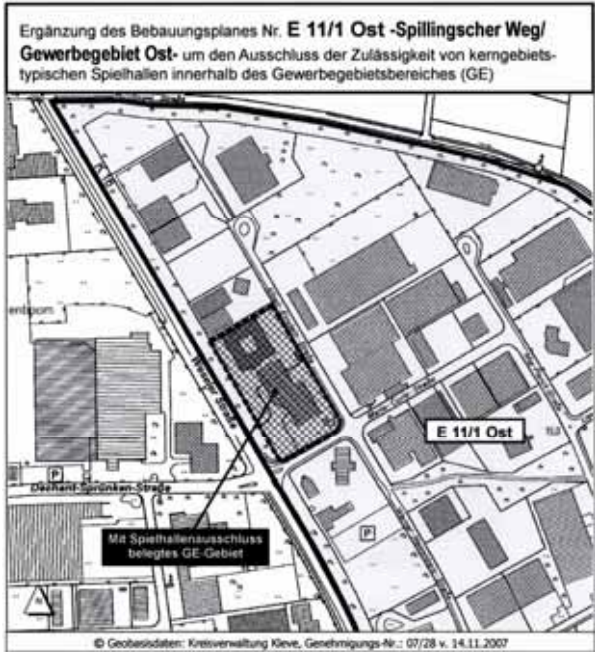 Ergänzung des Bebauungsplanes Nr. E 11/1 Ost -Spillingscher Weg/
Gewerbegebiet Ost- um den Ausschluss der Zulässigkeit von kerngebiets-
typischen Spielhallen innerhalb des Gewerbegebietsbereiches (GE)
E 11/1 Ost
P
Dechant-Sprünken-Straße
P
Mit Spielhallenausschluss
belegtes GE-Gebiet
© Geobasisdaten: Kreisverwaltung Kleve, Genehmigungs-Nr.: 07/28 v. 14.11.2007